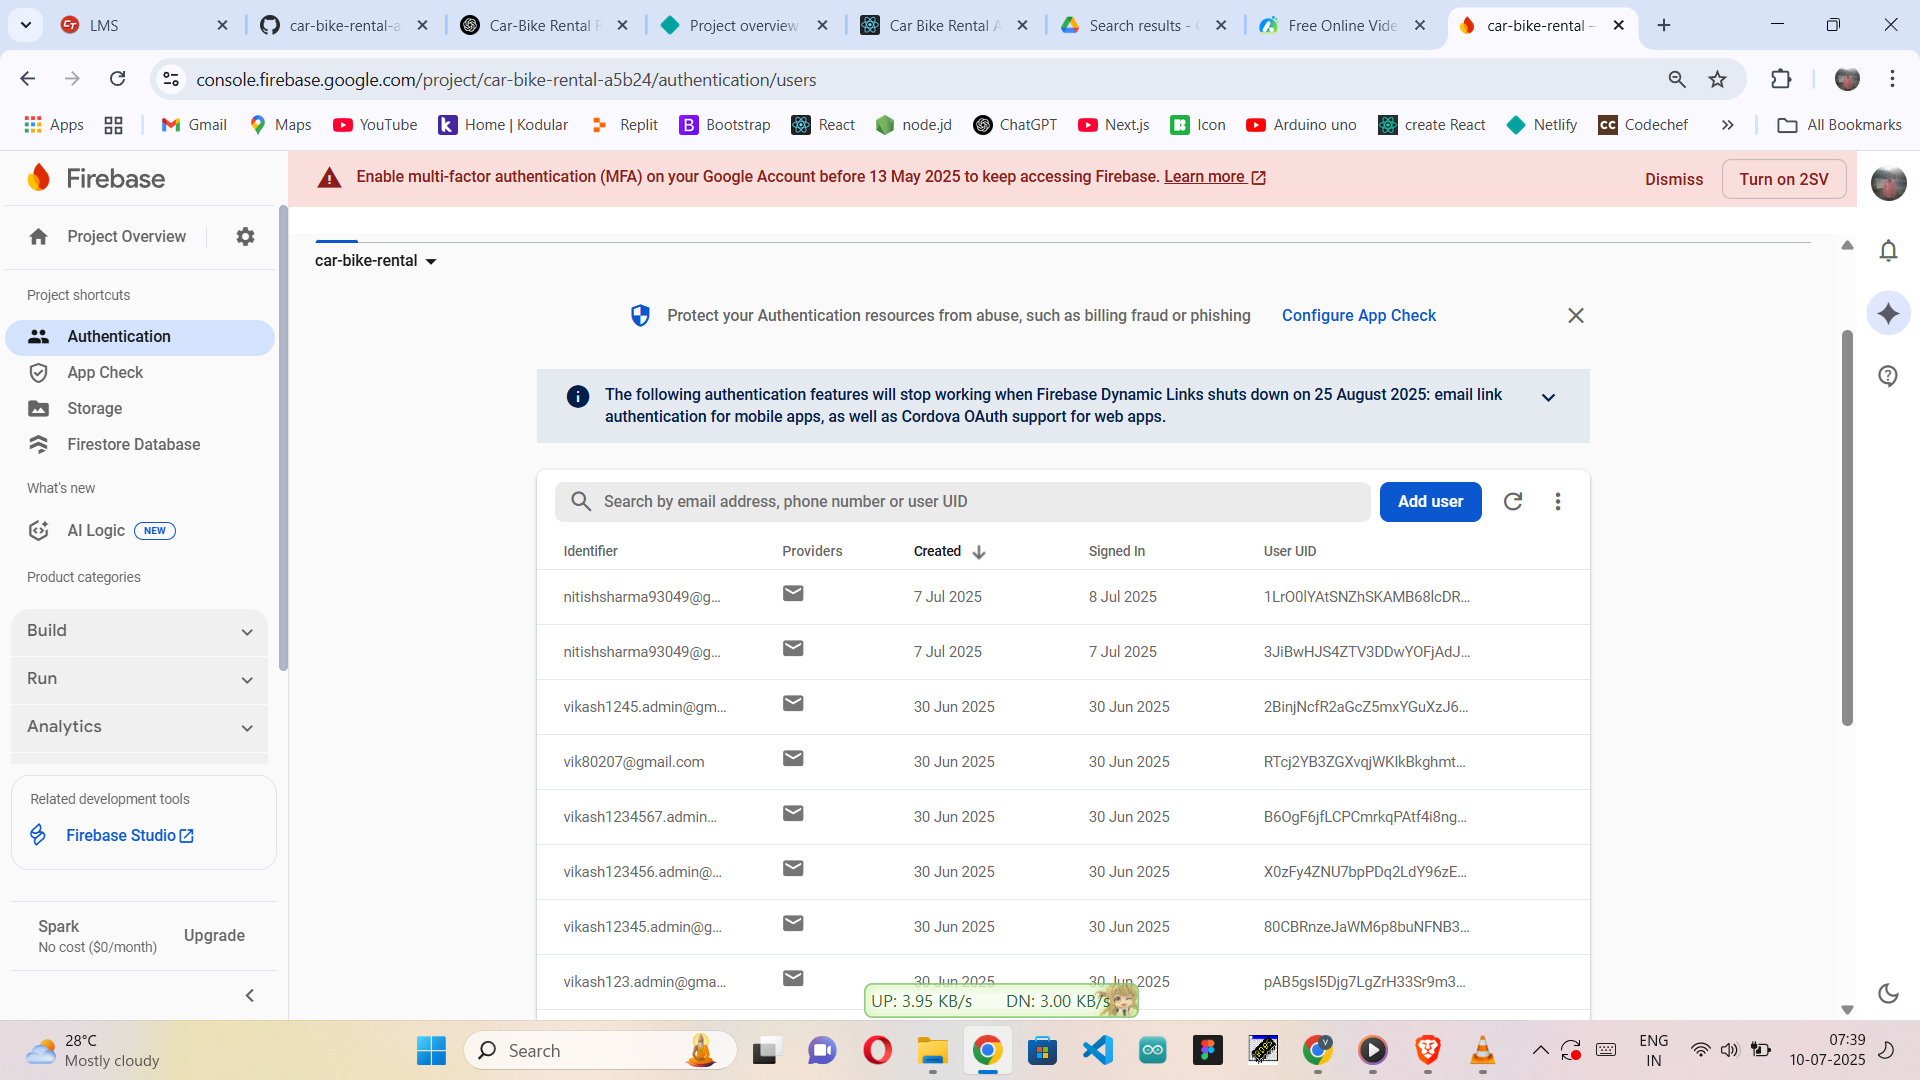 LMS
car-bike-rental-a
Car-Bike Rental
Project overview
Car Bike Rental A
Search results -
Free Online Vide
car-bike-rental –
console.firebase.google.com/project/car-bike-rental-a5b24/authentication/users
Apps
Gmail
Maps
YouTube
Home | Kodular
Replit
Bootstrap
React
node.jd
ChatGPT
Next.js
Icon
Arduino uno
create React
Netlify
Codechef
All Bookmarks
Firebase
Enable multi-factor authentication (MFA) on your Google Account before 13 May 2025 to keep accessing Firebase. Learn more
Dismiss
Turn on 2SV
Project Overview
car-bike-rental
Project shortcuts
Authentication
App Check
Storage
Firestore Database
What's new
AI Logic NEW
Product categories
Build
Run
Analytics
Related development tools
Firebase Studio
Spark
No cost ($0/month)
Upgrade
Protect your Authentication resources from abuse, such as billing fraud or phishing
Configure App Check
The following authentication features will stop working when Firebase Dynamic Links shuts down on 25 August 2025: email link
authentication for mobile apps, as well as Cordova OAuth support for web apps.
Search by email address, phone number or user UID
Add user
Identifier Providers Created Signed In User UID
nitishsharma93049@g... 7 Jul 2025 8 Jul 2025 1LrO0lYAtSNZhSKAMB68lcDR...
nitishsharma93049@g... 7 Jul 2025 7 Jul 2025 3JiBwHJS4ZTV3DDwYOFjAdJ...
vikash1245.admin@gm... 30 Jun 2025 30 Jun 2025 2BinjNcfR2aGcZ5mxYGuXzJ6...
vik80207@gmail.com 30 Jun 2025 30 Jun 2025 RTcj2YB3ZGXvqjWKIkBkghmt...
vikash1234567.admin... 30 Jun 2025 30 Jun 2025 B6OgF6jfLCPCmrkqPAtf4i8ng...
vikash123456.admin@... 30 Jun 2025 30 Jun 2025 X0zFy4ZNU7bpPDq2LdY96zE...
vikash12345.admin@g... 30 Jun 2025 30 Jun 2025 80CBRnzeJaWM6p8buNFNB3...
vikash123.admin@gma... 30 Jun 2025 30 Jun 2025 pAB5gsI5Djg7LgZrH33Sr9m3...
UP: 3.95 KB/s DN: 3.00 KB/s
28°C
Mostly cloudy
Search
ENG
IN
07:39
10-07-2025